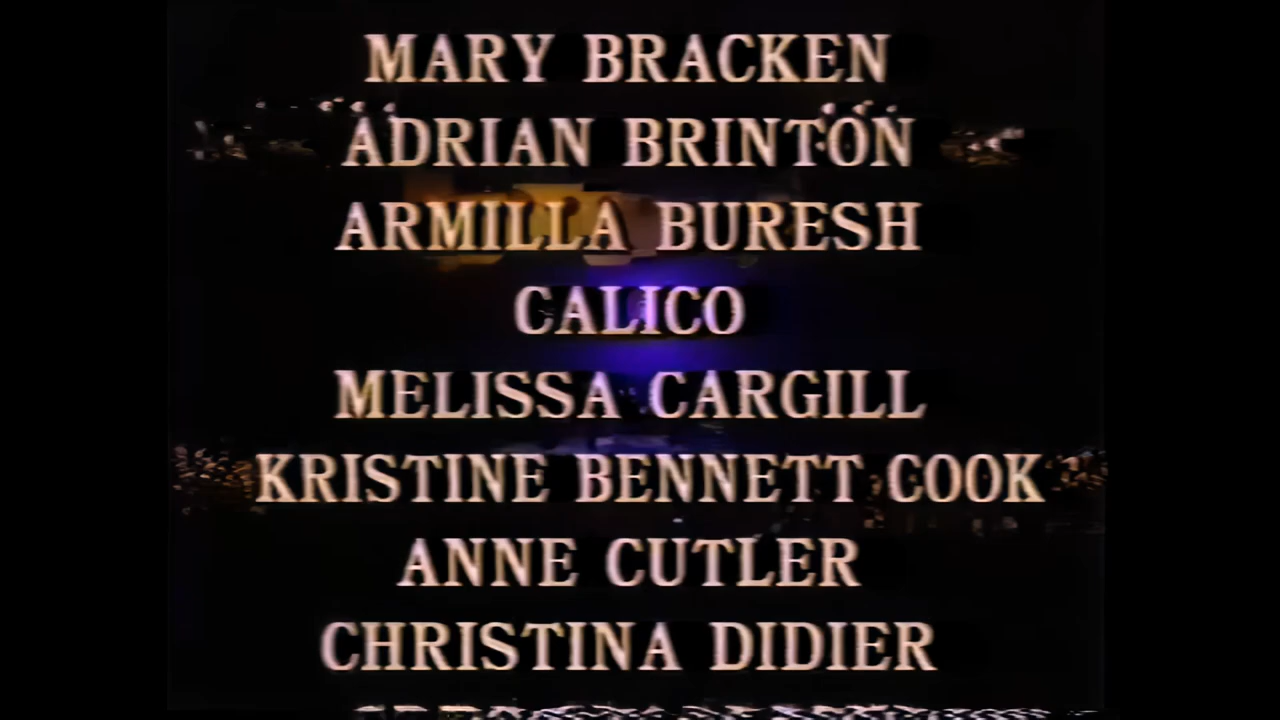 MARY BRACKEN
ADRIAN BRINTON
ARMILLA BURESH
CALICO
MELISSA CARGILL
KRISTINE BENNETT COOK
ANNE CUTLER
CHRISTINA DIDIER